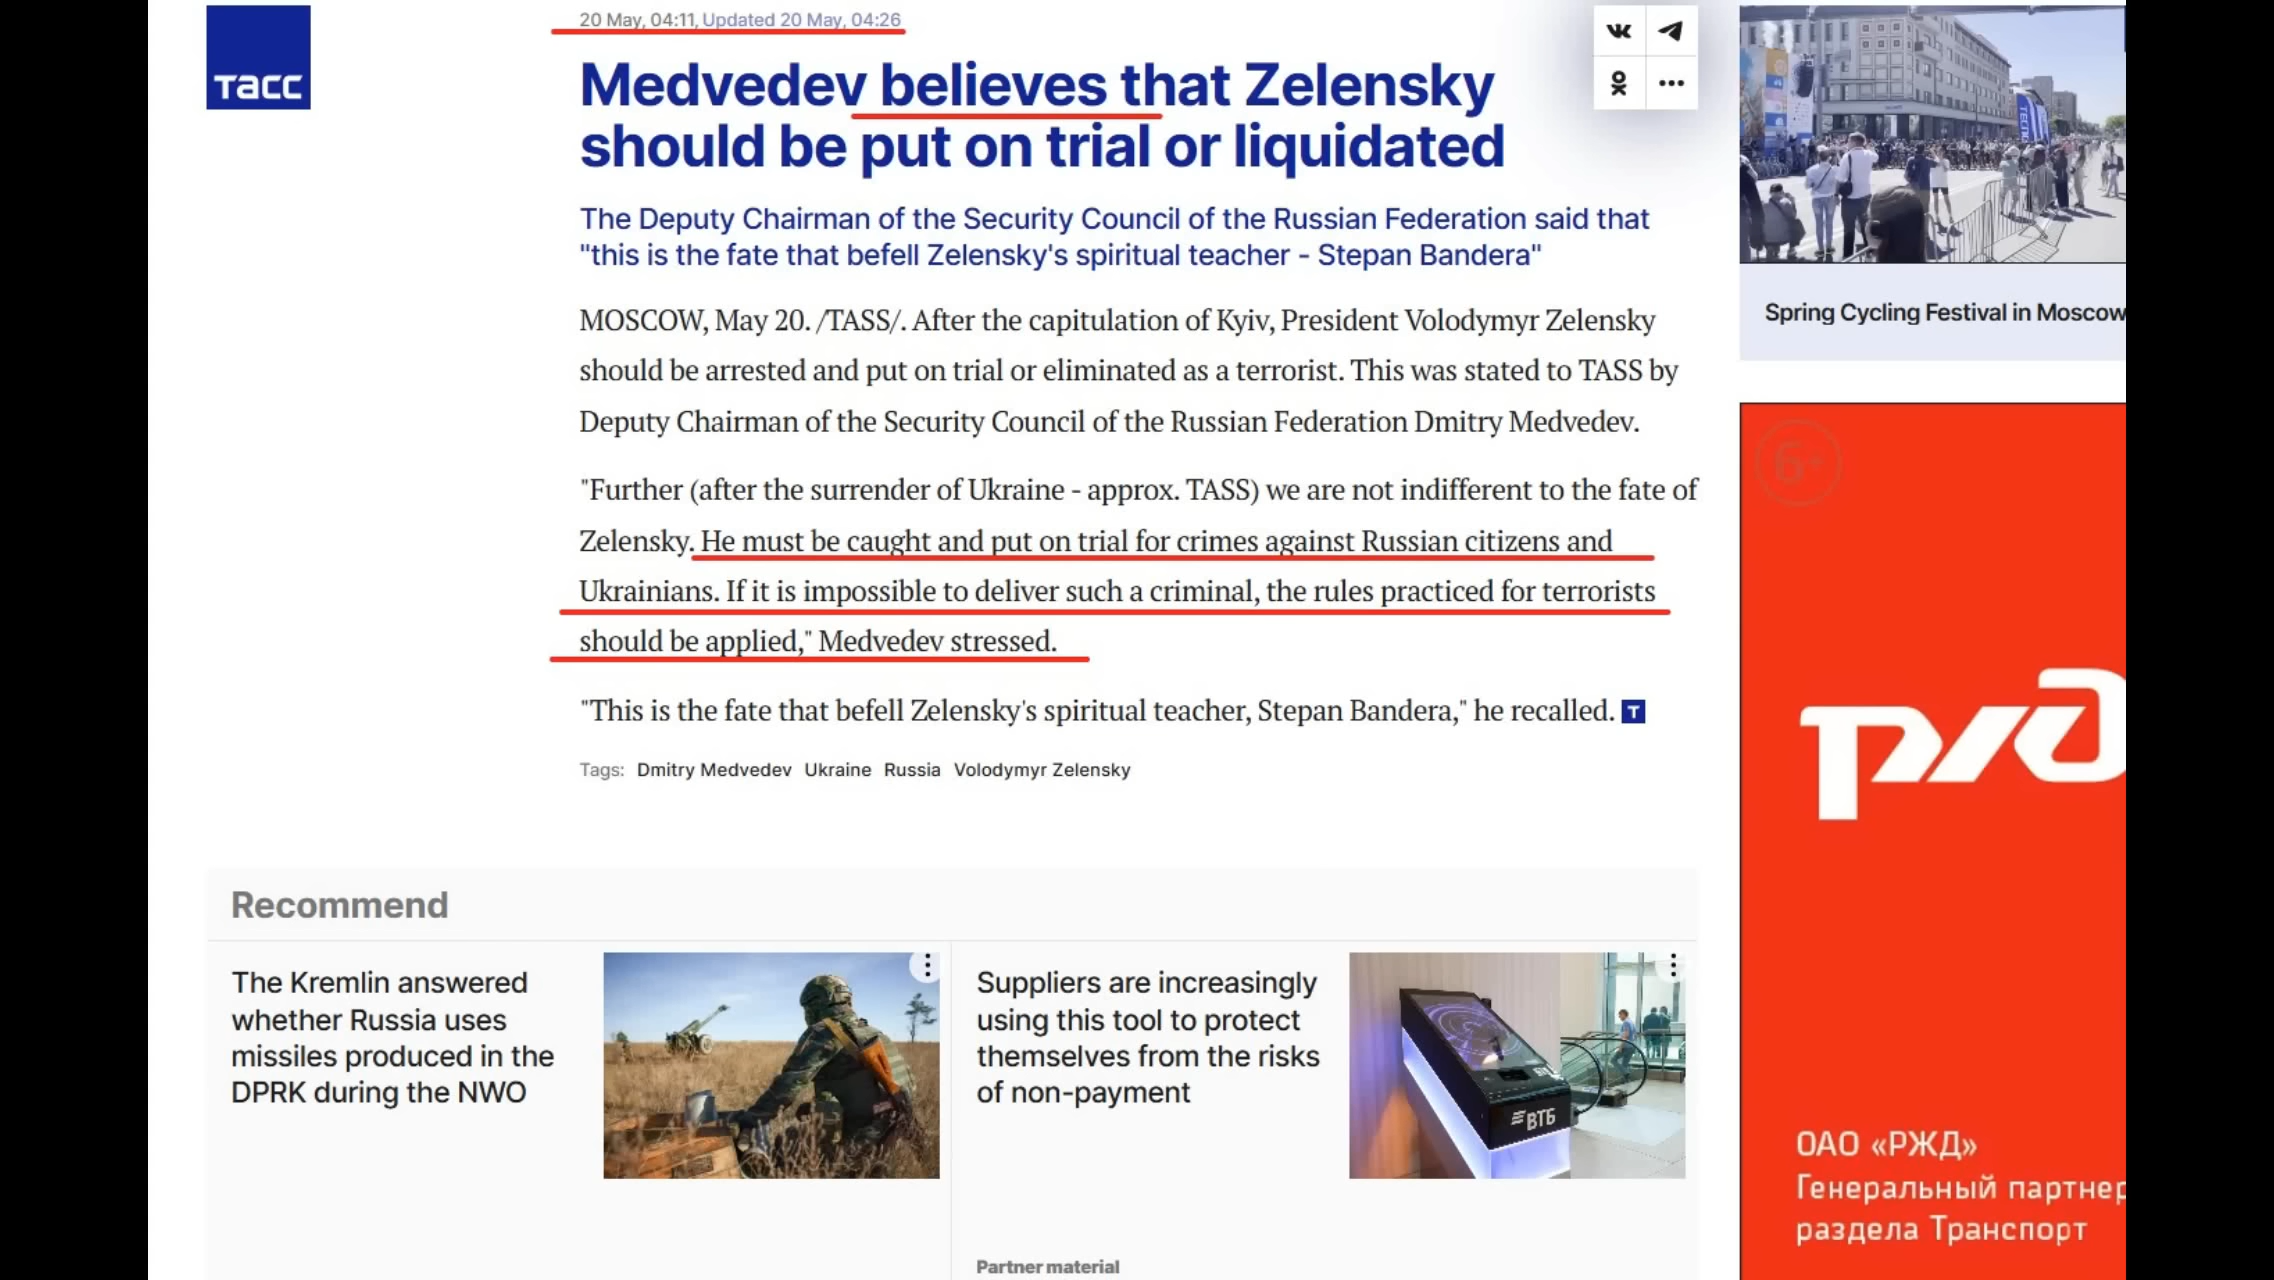 тасс
20 May, 04:11, Updated 20 May, 04:26
Medvedev believes that Zelensky
should be put on trial or liquidated
The Deputy Chairman of the Security Council of the Russian Federation said that
"this is the fate that befell Zelensky's spiritual teacher - Stepan Bandera"
MOSCOW, May 20. /TASS/. After the capitulation of Kyiv, President Volodymyr Zelensky
should be arrested and put on trial or eliminated as a terrorist. This was stated to TASS by
Deputy Chairman of the Security Council of the Russian Federation Dmitry Medvedev.
"Further (after the surrender of Ukraine - approx. TASS) we are not indifferent to the fate of
Zelensky. He must be caught and put on trial for crimes against Russian citizens and
Ukrainians. If it is impossible to deliver such a criminal, the rules practiced for terrorists
should be applied," Medvedev stressed.
"This is the fate that befell Zelensky's spiritual teacher, Stepan Bandera," he recalled. T
Tags: Dmitry Medvedev Ukraine Russia Volodymyr Zelensky
Recommend
The Kremlin answered
whether Russia uses
missiles produced in the
DPRK during the NWO
Suppliers are increasingly
using this tool to protect
themselves from the risks
of non-payment
ВТБ
Partner material
Spring Cycling Festival in Moscow
6+
ржд
ОАО «РЖД»
Генеральный партнер
раздела Транспорт